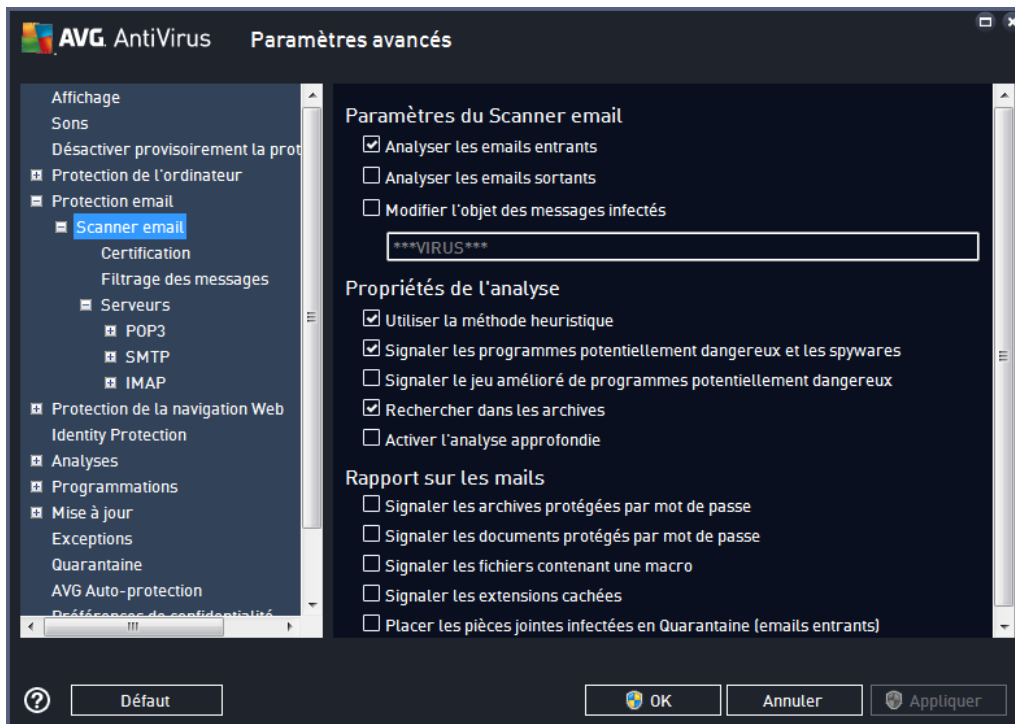 AVG AntiVirus Paramètres avancés
Affichage
Sons
Désactiver provisoirement la prot
Protection de l'ordinateur
Protection email
Scanner email
Certification
Filtrage des messages
Serveurs
POP3
SMTP
IMAP
Protection de la navigation Web
Identity Protection
Analyses
Programmations
Mise à jour
Exceptions
Quarantaine
AVG Auto-protection
Préférences de confidentialité
Paramètres du Scanner email
Analyser les emails entrants
Analyser les emails sortants
Modifier l'objet des messages infectés
***VIRUS***
Propriétés de l'analyse
Utiliser la méthode heuristique
Signaler les programmes potentiellement dangereux et les spywares
Signaler le jeu amélioré de programmes potentiellement dangereux
Rechercher dans les archives
Activer l'analyse approfondie
Rapport sur les mails
Signaler les archives protégées par mot de passe
Signaler les documents protégés par mot de passe
Signaler les fichiers contenant une macro
Signaler les extensions cachées
Placer les pièces jointes infectées en Quarantaine (emails entrants)
? Défaut OK Annuler Appliquer